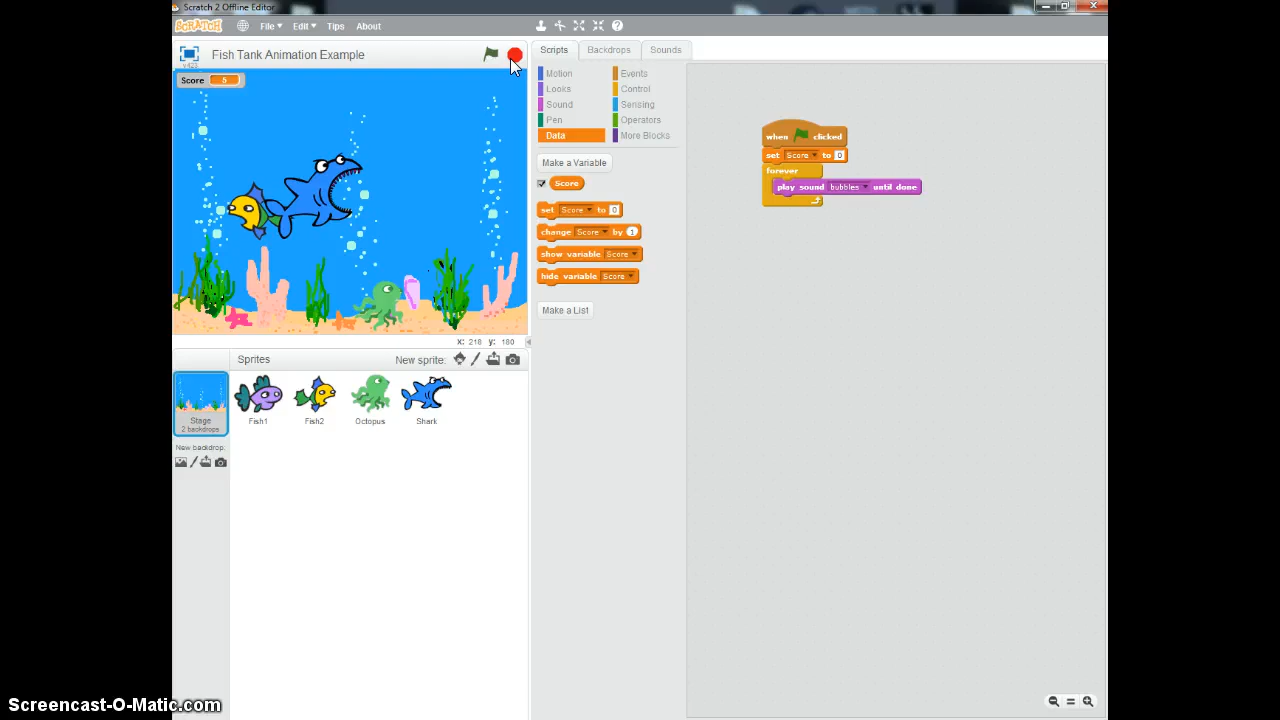 Scratch 2 Offline Editor
SCRATCH File Edit Tips About
v423
Fish Tank Animation Example
Score 5
x: 218 y: 180
Sprites New sprite:
Stage
2 backdrops
New backdrop:
Fish1 Fish2 Octopus Shark
Scripts Backdrops Sounds
Motion Events
Looks Control
Sound Sensing
Pen Operators
Data More Blocks
Make a Variable
Score
set Score to 0
change Score by 1
show variable Score
hide variable Score
Make a List
when clicked
set Score to 0
forever
play sound bubbles until done
Screencast-O-Matic.com